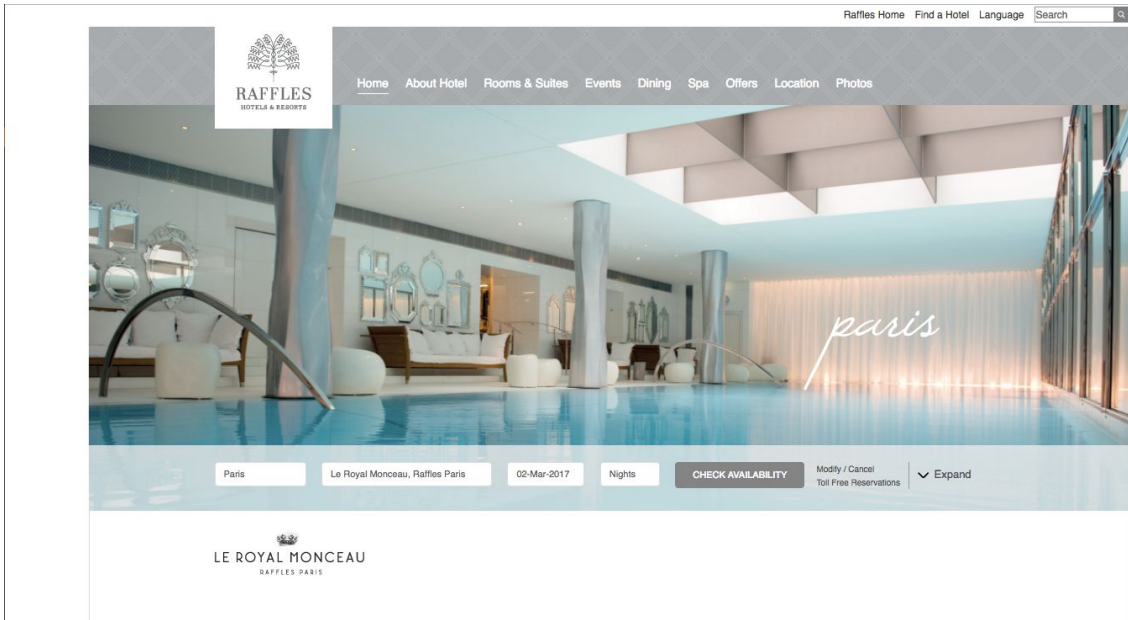 Raffles Home Find a Hotel Language Search
RAFFLES
HOTELS & RESORTS
Home About Hotel Rooms & Suites Events Dining Spa Offers Location Photos
paris
Paris Le Royal Monceau, Raffles Paris 02-Mar-2017 Nights CHECK AVAILABILITY
Modify / Cancel
Toll Free Reservations
Expand
LE ROYAL MONCEAU
RAFFLES PARIS